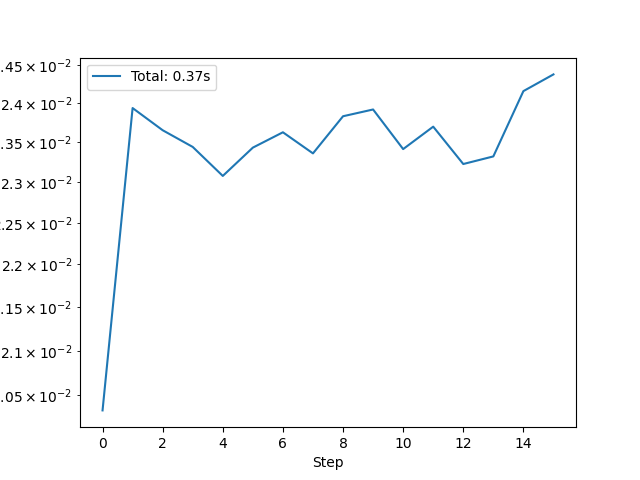 Total: 0.37s
.45 × 10⁻²
2.4 × 10⁻²
.35 × 10⁻²
2.3 × 10⁻²
.25 × 10⁻²
2.2 × 10⁻²
.15 × 10⁻²
2.1 × 10⁻²
.05 × 10⁻²
0 2 4 6 8 10 12 14
Step